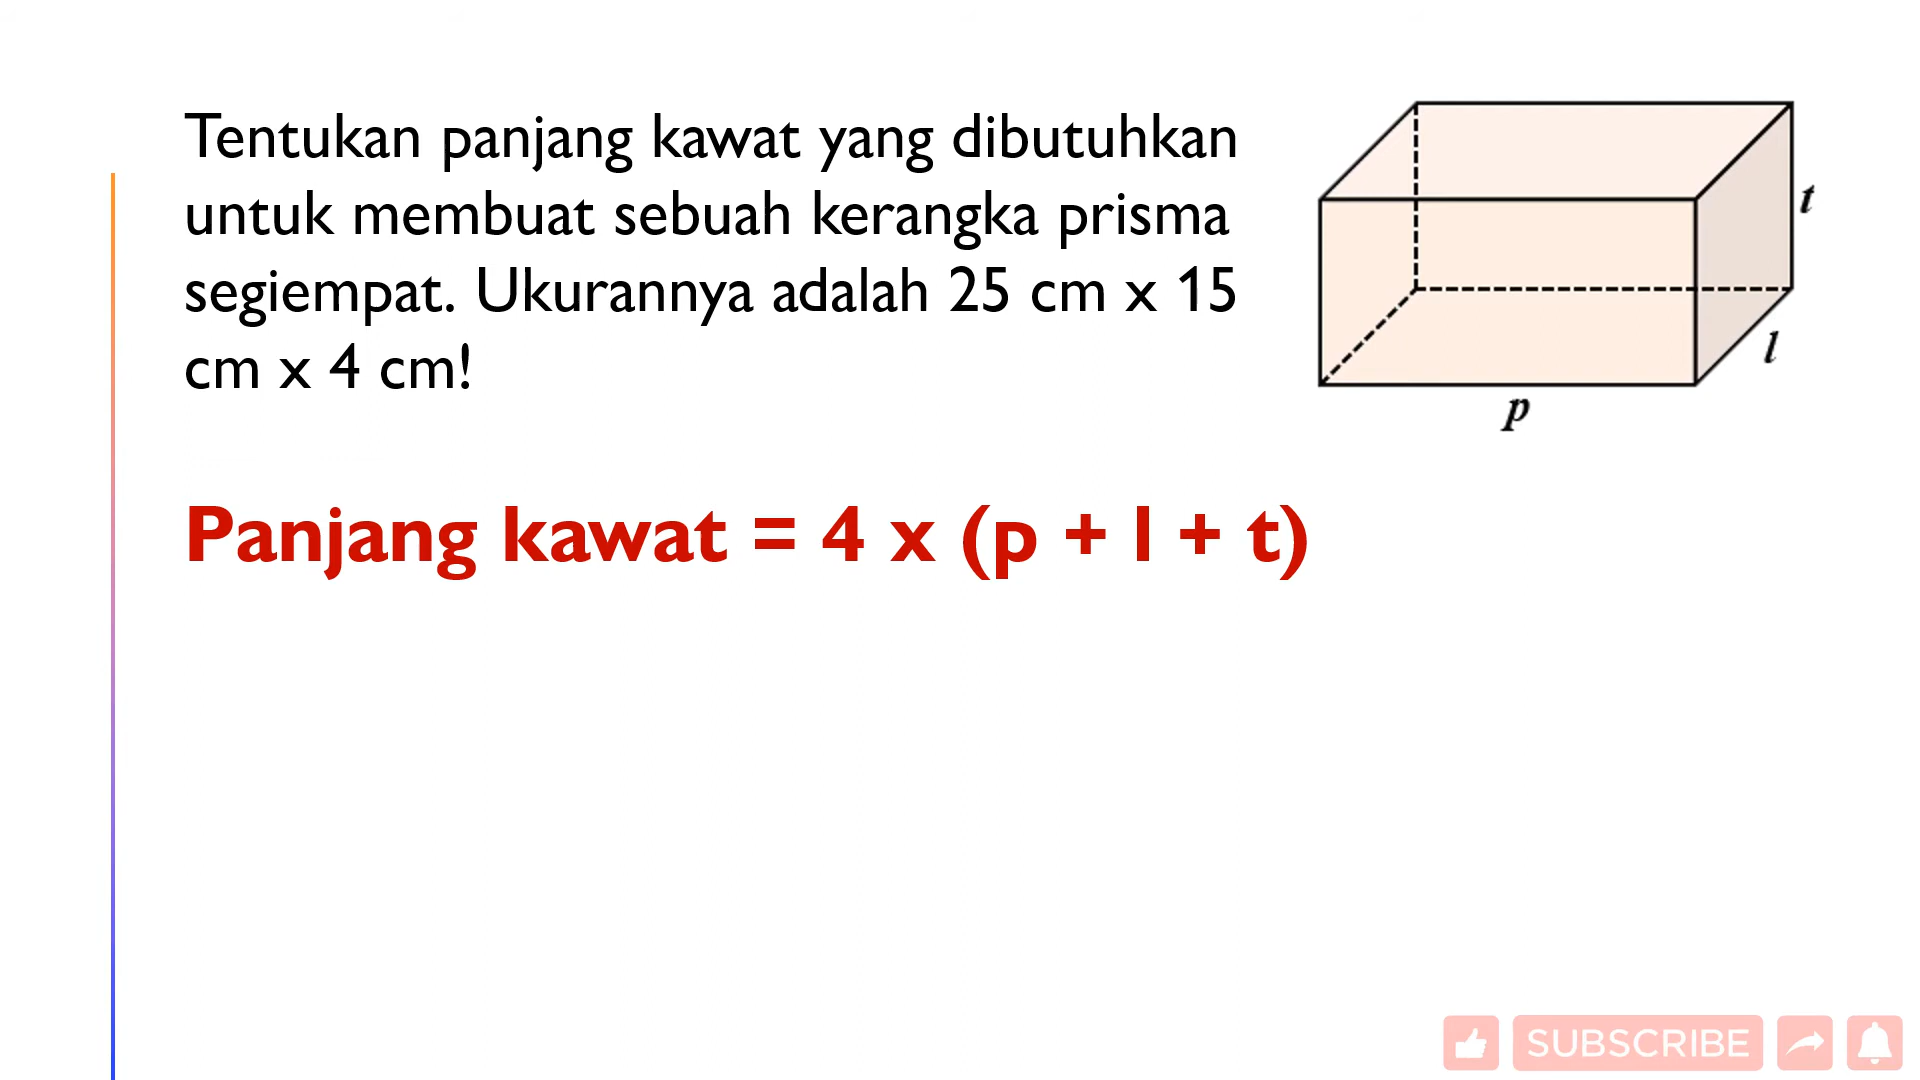 Tentukan panjang kawat yang dibutuhkan
untuk membuat sebuah kerangka prisma
segiempat. Ukurannya adalah 25 cm x 15
cm x 4 cm!
t
l
p
Panjang kawat = 4 x (p + l + t)
SUBSCRIBE